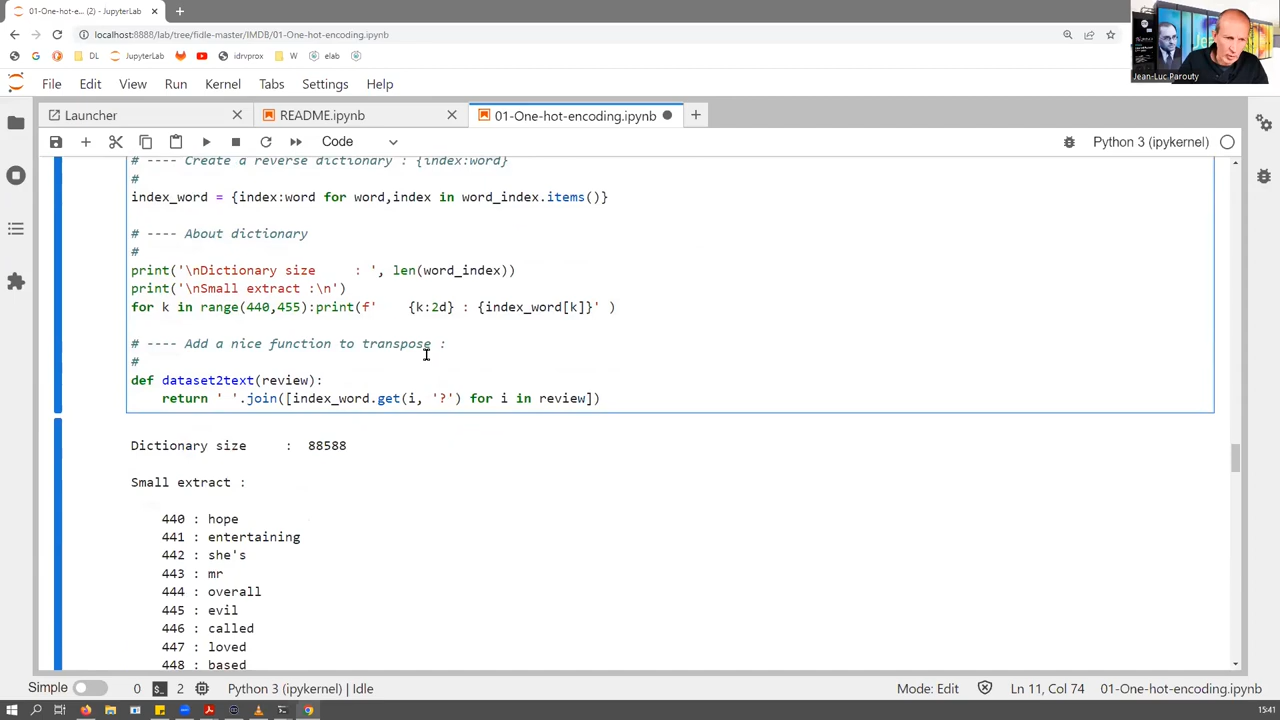 01-One-hot-e... (2) - JupyterLab
localhost:8888/lab/tree/fidle-master/IMDB/01-One-hot-encoding.ipynb
DL JupyterLab idrvprox W elab
Jean-Luc Parouty
File Edit View Run Kernel Tabs Settings Help
Launcher README.ipynb 01-One-hot-encoding.ipynb
Code Python 3 (ipykernel)
# ---- Create a reverse dictionary : {index:word}
#
index_word = {index:word for word,index in word_index.items()}
# ---- About dictionary
#
print('\nDictionary size     : ', len(word_index))
print('\nSmall extract :\n')
for k in range(440,455):print(f'    {k:2d} : {index_word[k]}' )
# ---- Add a nice function to transpose :
#
def dataset2text(review):
    return ' '.join([index_word.get(i, '?') for i in review])
Dictionary size     :  88588
Small extract :
440 : hope
441 : entertaining
442 : she's
443 : mr
444 : overall
445 : evil
446 : called
447 : loved
448 : based
Simple 0 2 Python 3 (ipykernel) | Idle Mode: Edit Ln 11, Col 74 01-One-hot-encoding.ipynb
15:41